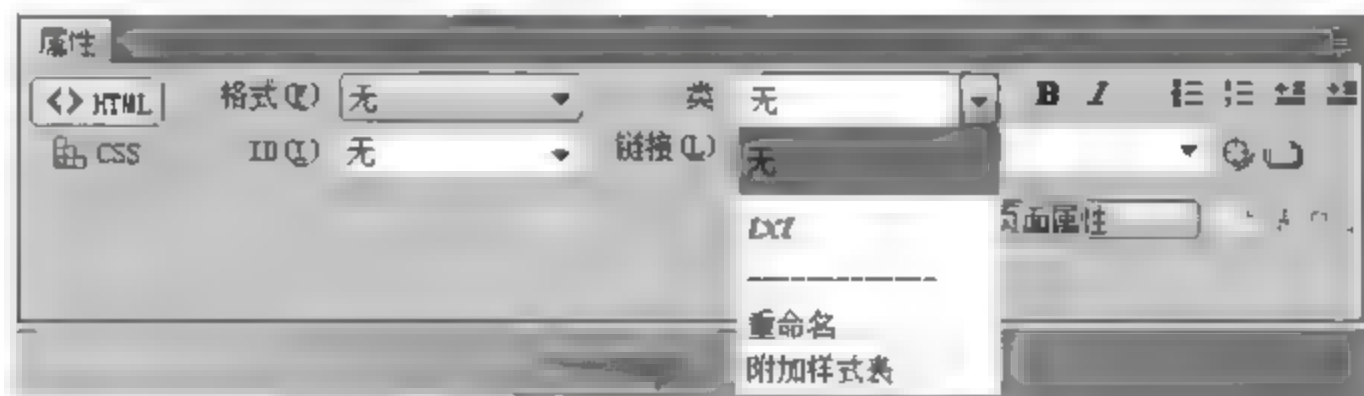 属性
<> HTML 格式(F) 无 类 无 B I
CSS ID(I) 无 链接(L) 无
页面属性
重命名
附加样式表